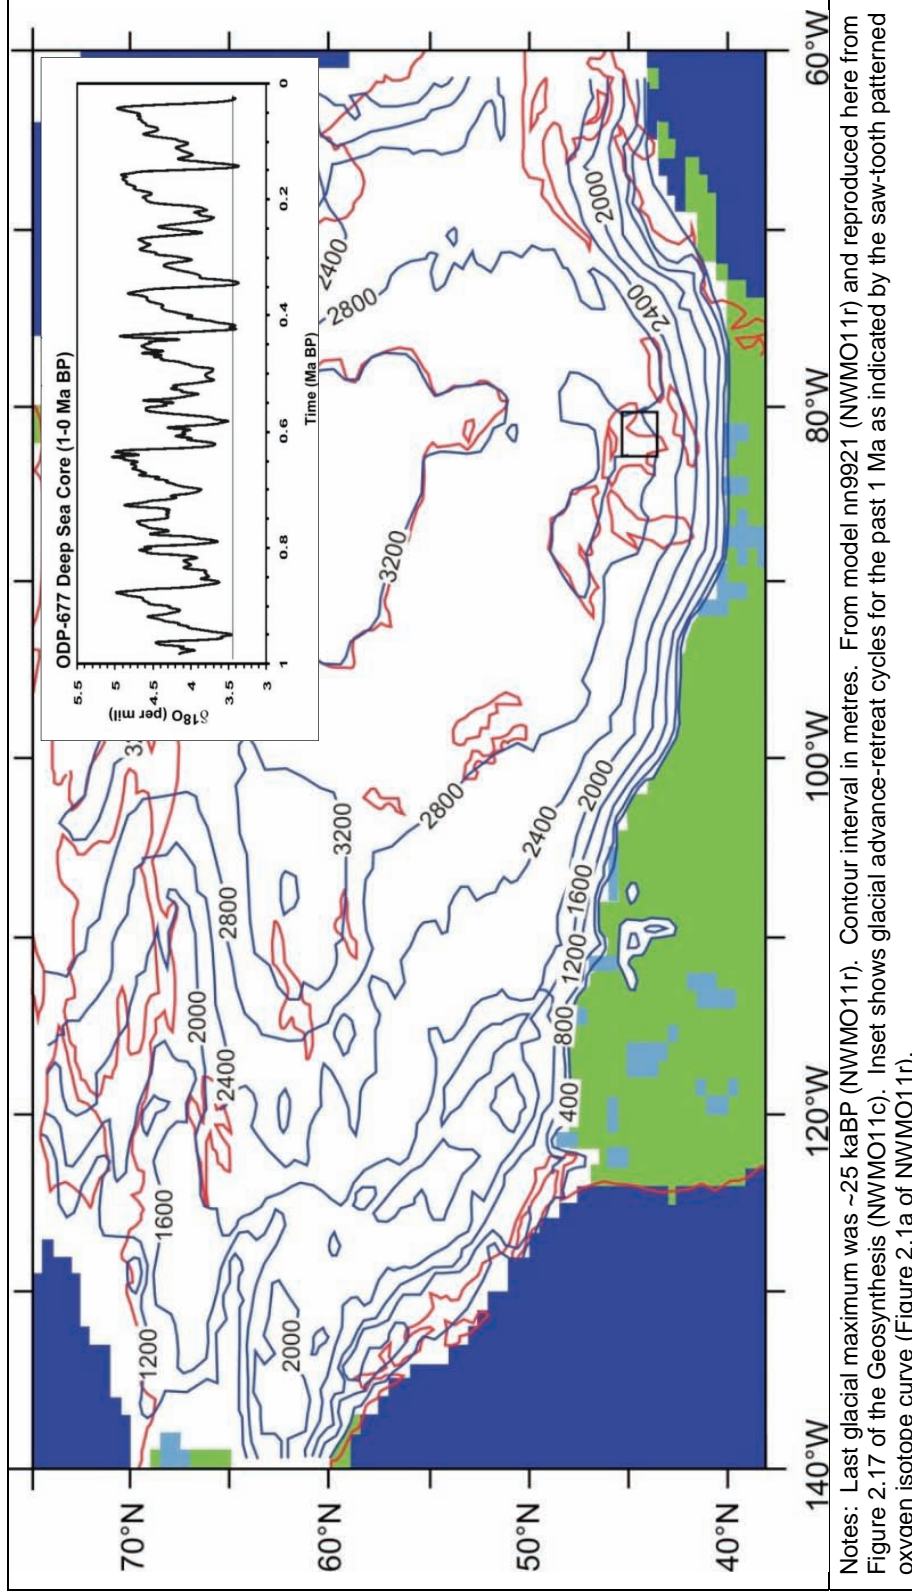 ODP-677 Deep Sea Core (1-0 Ma BP)
δ18O (per mil)
5.5
5
4.5
4
3.5
3
1
0.8
0.6
0.4
0.2
0
Time (Ma BP)
70°N
60°N
50°N
40°N
1200
1600
2000
2400
2800
3200
2000
3200
2800
2400
2800
2400
3200
2400
2000
400
800
1200
1600
2000
2400
2000
140°W
120°W
100°W
80°W
60°W
Notes: Last glacial maximum was ~25 kaBP (NWMO11r). Contour interval in metres. From model nn9921 (NWMO11r) and reproduced here from
Figure 2.17 of the Geosynthesis (NWMO11c). Inset shows glacial advance-retreat cycles for the past 1 Ma as indicated by the saw-tooth patterned
oxygen isotope curve (Figure 2.1a of NWMO11r).